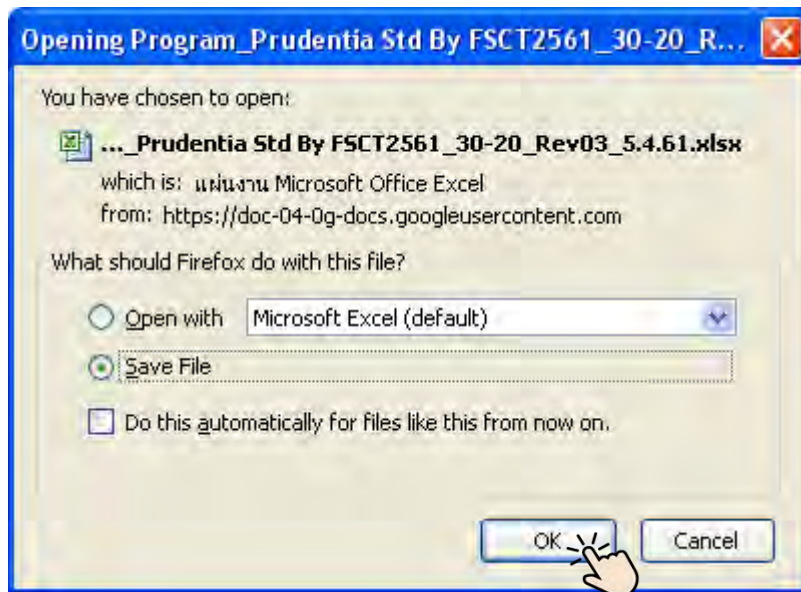 Opening Program_Prudentia Std By FSCT2561_30-20_R...
You have chosen to open:
..._Prudentia Std By FSCT2561_30-20_Rev03_5.4.61.xlsx
which is: แผ่นงาน Microsoft Office Excel
from: https://doc-04-0g-docs.googleusercontent.com
What should Firefox do with this file?
Open with Microsoft Excel (default)
Save File
Do this automatically for files like this from now on.
OK Cancel